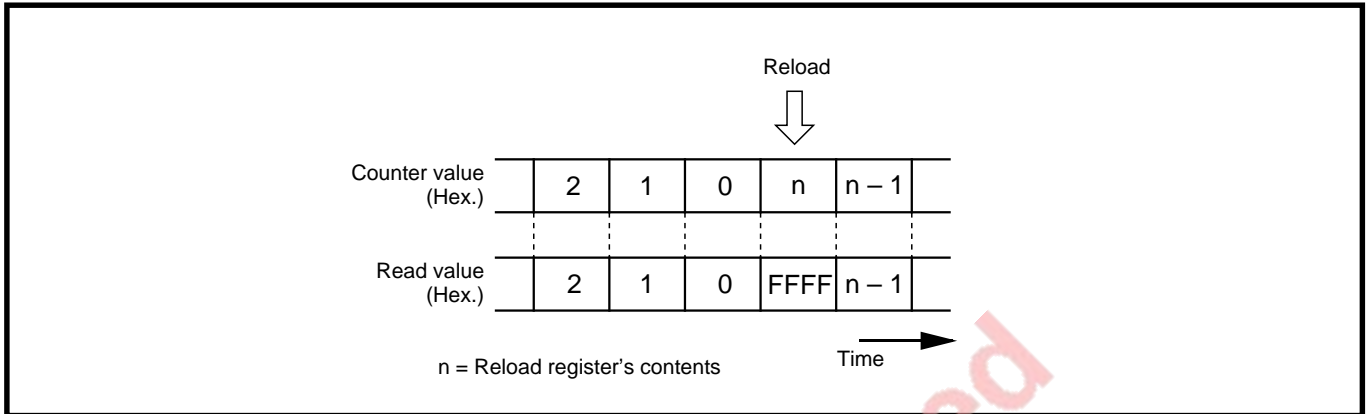 Reload
Counter value
(Hex.)
2 1 0 n n – 1
Read value
(Hex.)
2 1 0 FFFF n – 1
Time
n = Reload register’s contents